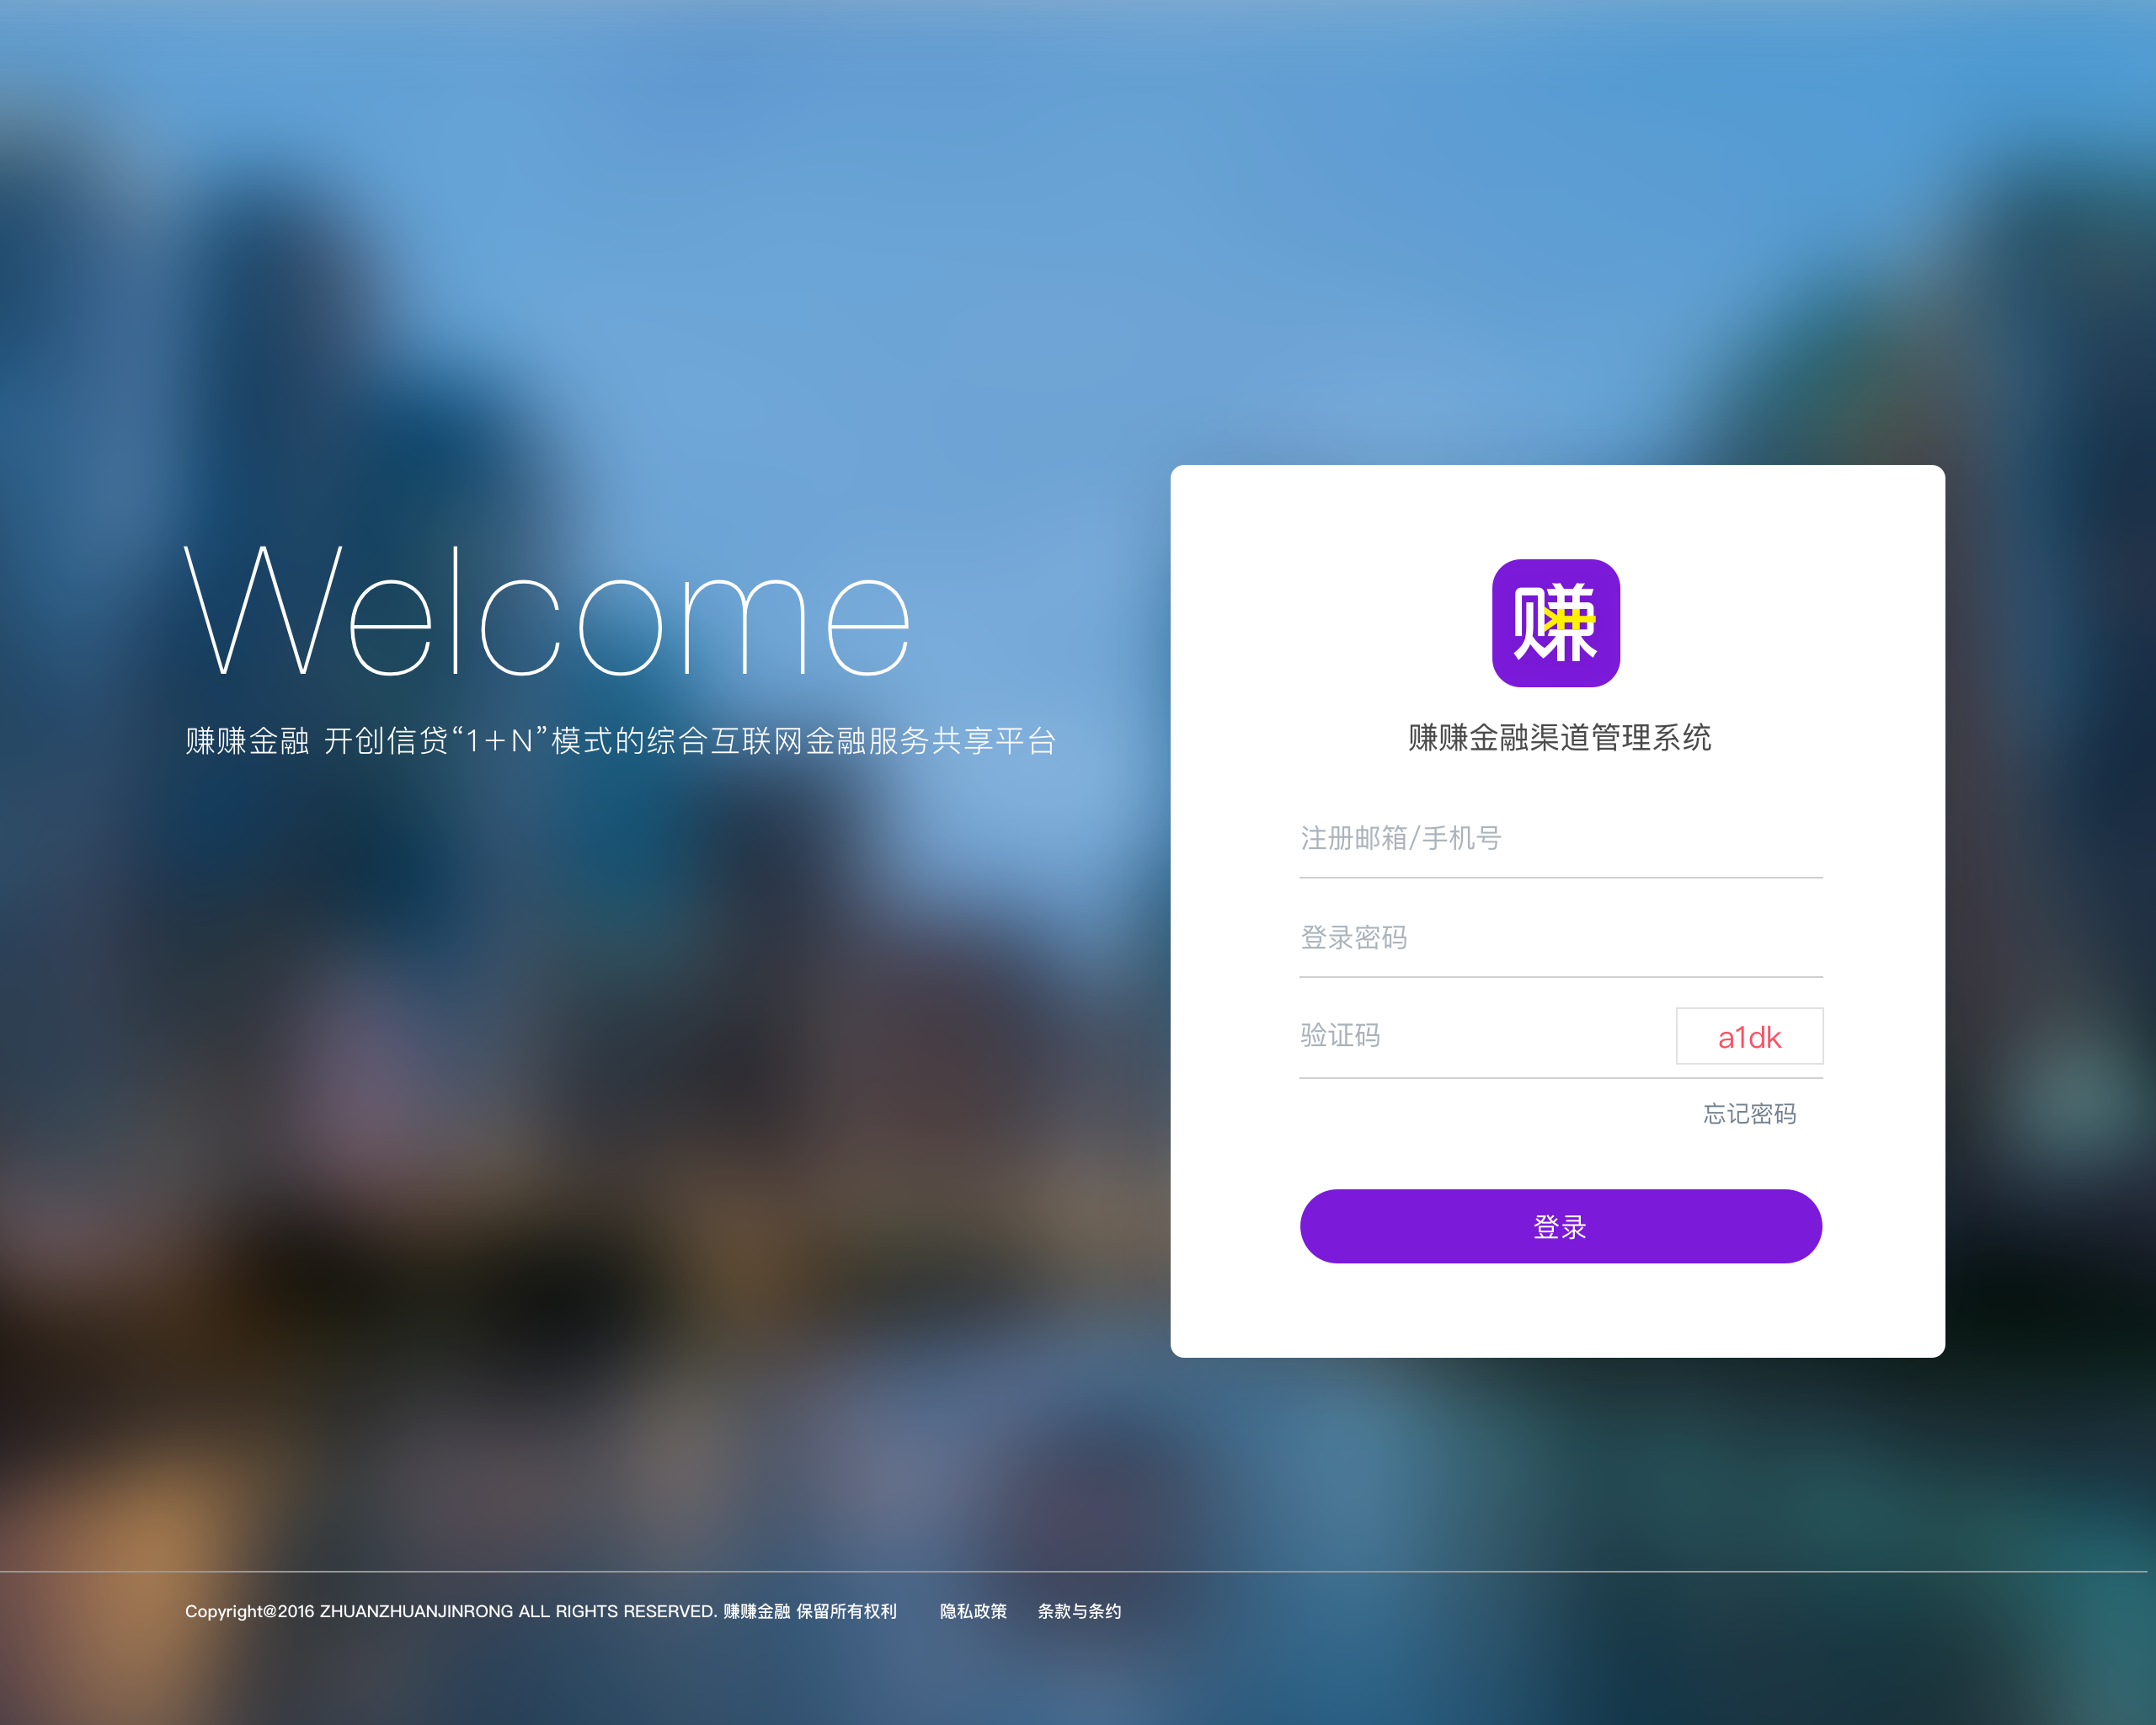 Welcome
赚赚金融 开创信贷“1+N”模式的综合互联网金融服务共享平台
赚
赚赚金融渠道管理系统
注册邮箱/手机号
登录密码
验证码 a1dk
忘记密码
登录
Copyright@2016 ZHUANZHUANJINRONG ALL RIGHTS RESERVED. 赚赚金融 保留所有权利 隐私政策 条款与条约